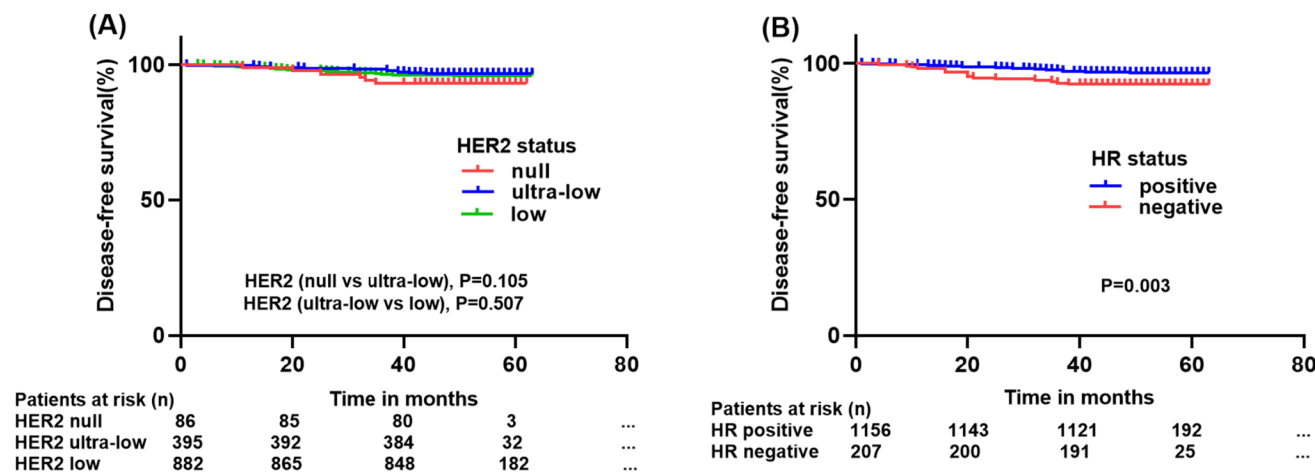 (A)
Disease-free survival(%)
100
50
0
HER2 status
null
ultra-low
low
HER2 (null vs ultra-low), P=0.105
HER2 (ultra-low vs low), P=0.507
0 20 40 60 80
Time in months
Patients at risk (n)
HER2 null 86 85 80 3 ...
HER2 ultra-low 395 392 384 32 ...
HER2 low 882 865 848 182 ...
(B)
Disease-free survival(%)
100
50
0
HR status
positive
negative
P=0.003
0 20 40 60 80
Time in months
Patients at risk (n)
HR positive 1156 1143 1121 192 ...
HR negative 207 200 191 25 ...